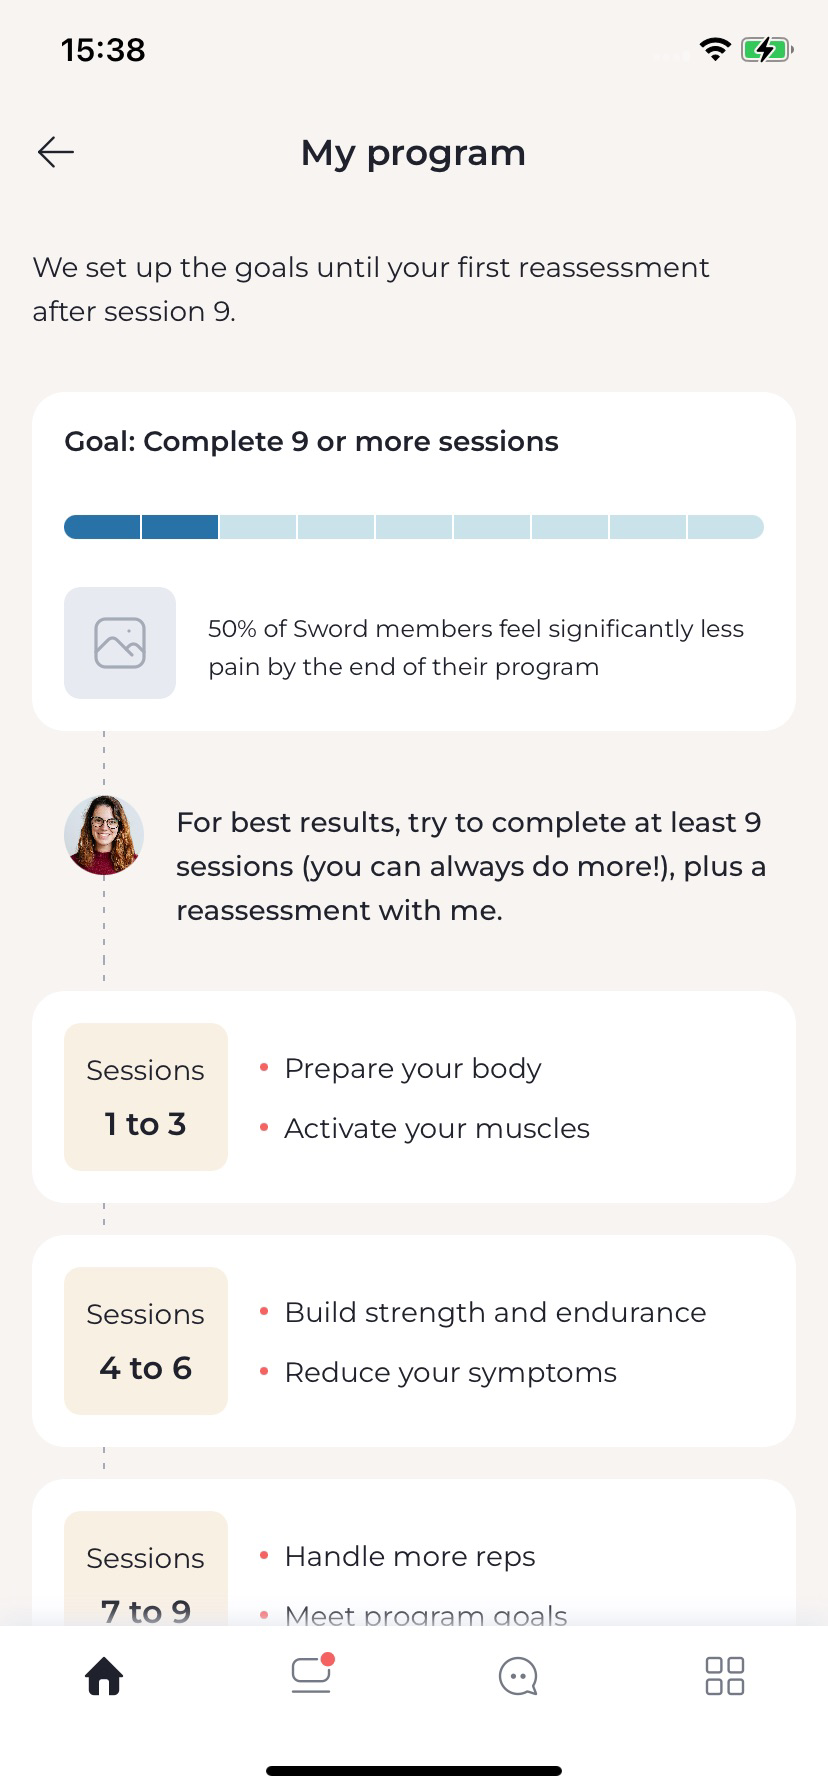 15:38
My program
We set up the goals until your first reassessment
after session 9.
Goal: Complete 9 or more sessions
50% of Sword members feel significantly less
pain by the end of their program
For best results, try to complete at least 9
sessions (you can always do more!), plus a
reassessment with me.
Sessions
1 to 3
• Prepare your body
• Activate your muscles
Sessions
4 to 6
• Build strength and endurance
• Reduce your symptoms
Sessions
7 to 9
• Handle more reps
• Meet program goals